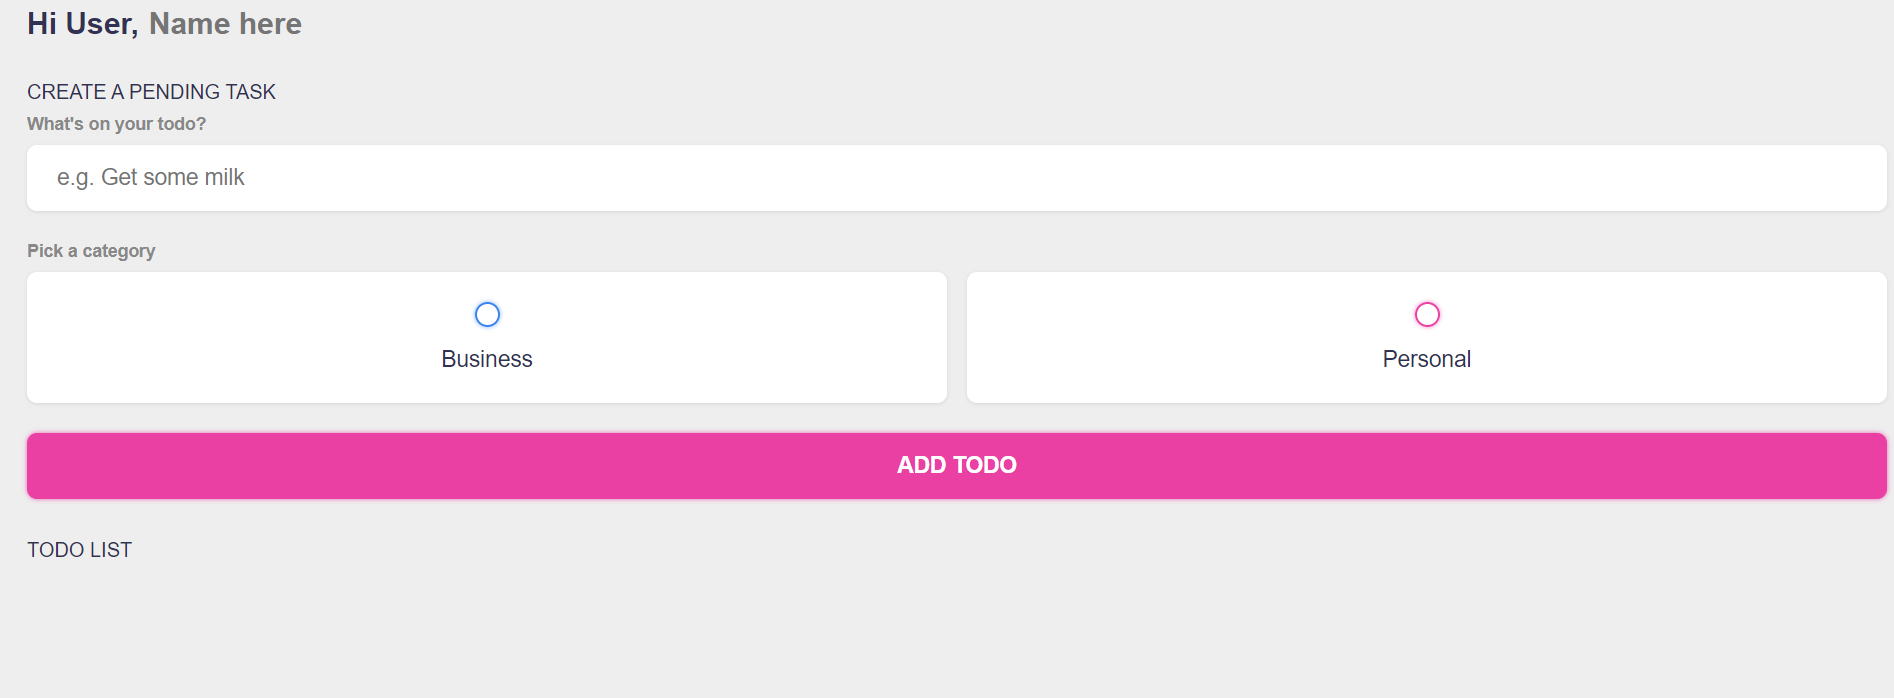 Hi User, Name here
CREATE A PENDING TASK
What's on your todo?
e.g. Get some milk
Pick a category
Business
Personal
ADD TODO
TODO LIST